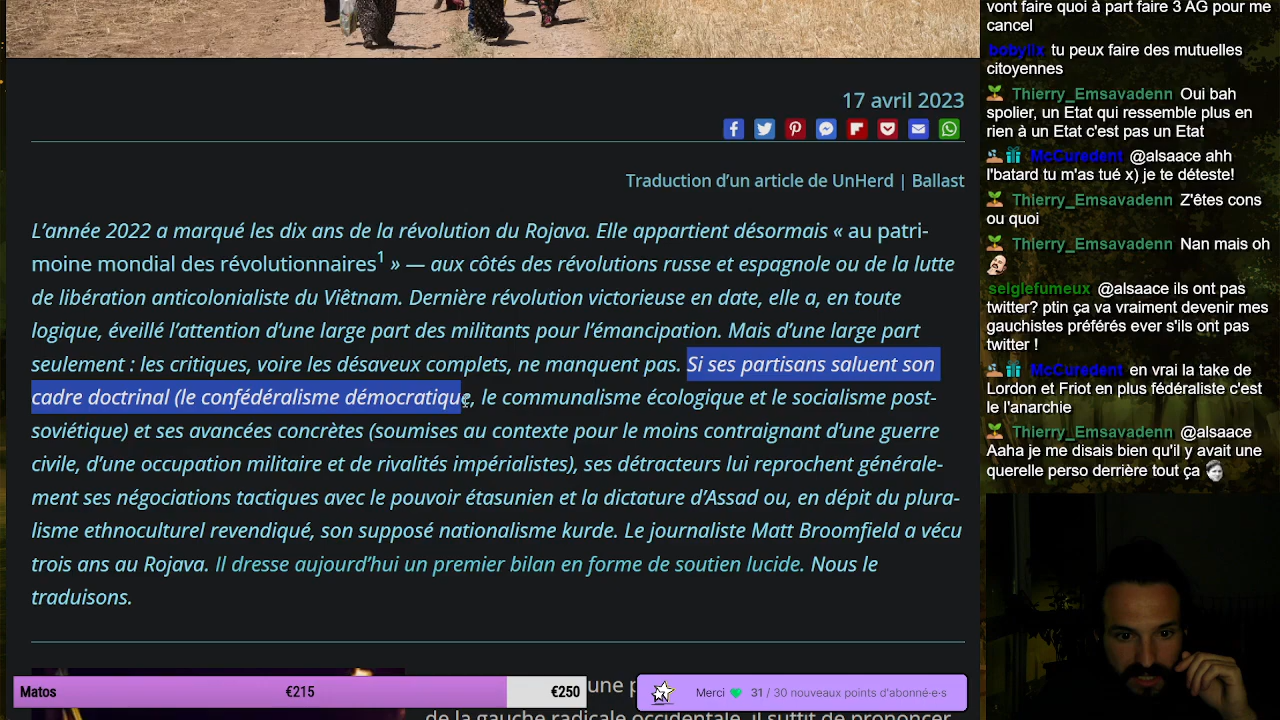 17 avril 2023
Traduction d’un article de UnHerd | Ballast
L’année 2022 a marqué les dix ans de la révolution du Rojava. Elle appartient désormais « au patri-
moine mondial des révolutionnaires1 » — aux côtés des révolutions russe et espagnole ou de la lutte
de libération anticolonialiste du Viêtnam. Dernière révolution victorieuse en date, elle a, en toute
logique, éveillé l’attention d’une large part des militants pour l’émancipation. Mais d’une large part
seulement : les critiques, voire les désaveux complets, ne manquent pas. Si ses partisans saluent son
cadre doctrinal (le confédéralisme démocratique, le communalisme écologique et le socialisme post-
soviétique) et ses avancées concrètes (soumises au contexte pour le moins contraignant d’une guerre
civile, d’une occupation militaire et de rivalités impérialistes), ses détracteurs lui reprochent générale-
ment ses négociations tactiques avec le pouvoir étasunien et la dictature d’Assad ou, en dépit du plura-
lisme ethnoculturel revendiqué, son supposé nationalisme kurde. Le journaliste Matt Broomfield a vécu
trois ans au Rojava. Il dresse aujourd’hui un premier bilan en forme de soutien lucide. Nous le
traduisons.
de la gauche radicale occidentale, il suffit de prononcer
Matos €215 €250
Merci 31 / 30 nouveaux points d'abonné·e·s
vont faire quoi à part faire 3 AG pour me
cancel
bobylix tu peux faire des mutuelles
citoyennes
Thierry_Emsavadenn Oui bah
spolier, un Etat qui ressemble plus en
rien à un Etat c'est pas un Etat
McCuredent @alsaace ahh
l'batard tu m'as tué x) je te déteste!
Thierry_Emsavadenn Z'êtes cons
ou quoi
Thierry_Emsavadenn Nan mais oh
seiglefumeux @alsaace ils ont pas
twitter? ptin ça va vraiment devenir mes
gauchistes préférés ever s'ils ont pas
twitter !
McCuredent en vrai la take de
Lordon et Friot en plus fédéraliste c'est
le l'anarchie
Thierry_Emsavadenn @alsaace
Aaha je me disais bien qu'il y avait une
querelle perso derrière tout ça